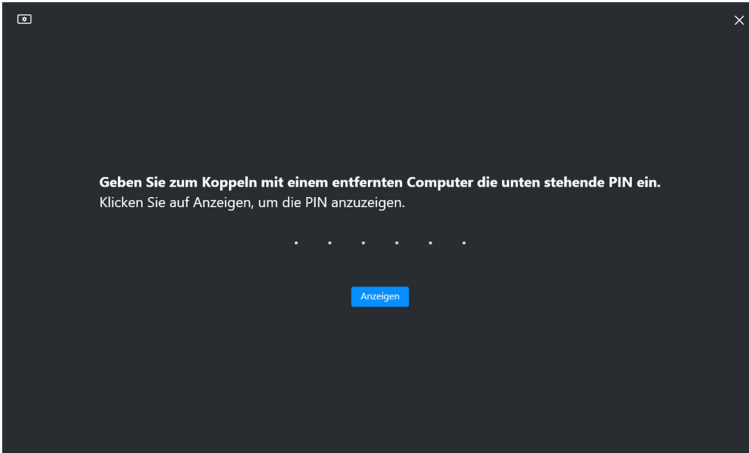 Geben Sie zum Koppeln mit einem entfernten Computer die unten stehende PIN ein.
Klicken Sie auf Anzeigen, um die PIN anzuzeigen.
* * * * * *
Anzeigen